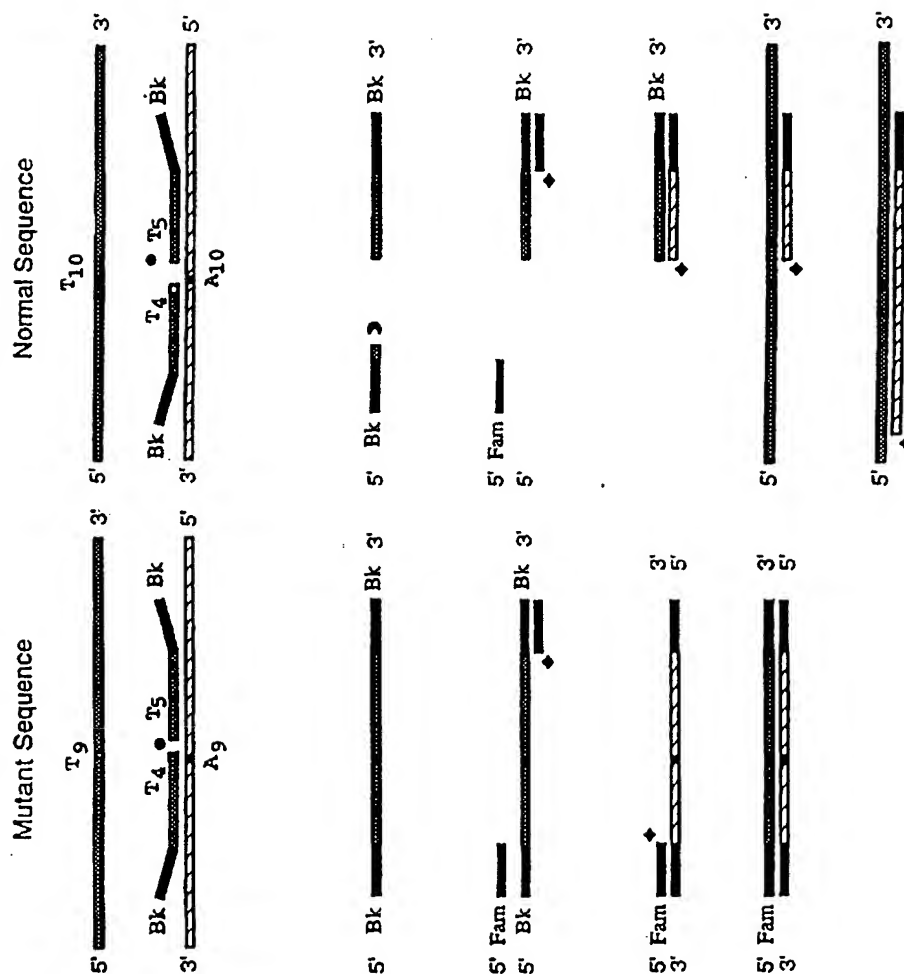 Mutant Sequence Normal Sequence
T9 T10
5' 3' 5' 3'
Bk T4 T5 Bk Bk T4 T5 Bk
3' A9 5' 3' A10 5'
5' Bk Bk 3' 5' Bk Bk 3'
5' Fam 5' Fam
5' Bk Bk 3' 5' Bk 3'
5' Fam 3' Bk 3'
3' 5'
5' Fam 3' 5' 3'
3' 5'
5' 3'